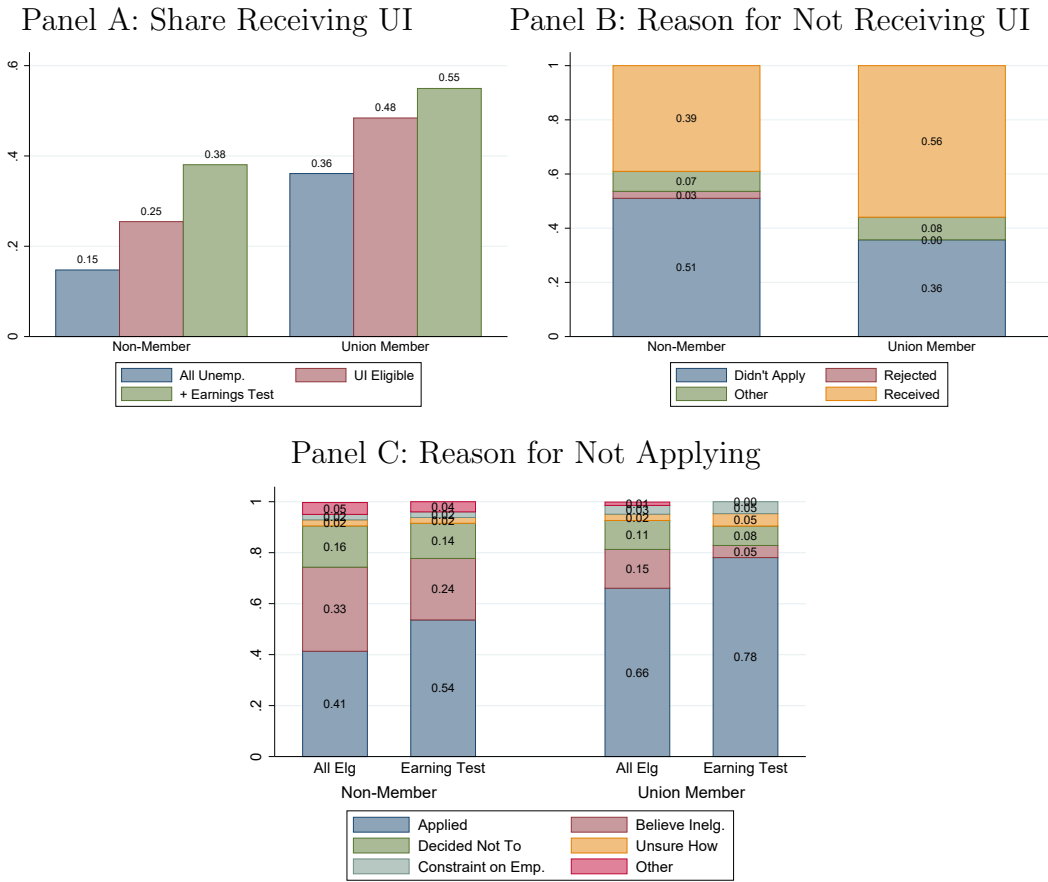 Panel A: Share Receiving UI
.6
.4
.2
0
0.15
0.25
0.38
0.36
0.48
0.55
Non-Member
Union Member
All Unemp.
UI Eligible
+ Earnings Test
Panel B: Reason for Not Receiving UI
1
.8
.6
.4
.2
0
0.39
0.07
0.03
0.51
0.56
0.08
0.00
0.36
Non-Member
Union Member
Didn't Apply
Rejected
Other
Received
Panel C: Reason for Not Applying
1
.8
.6
.4
.2
0
0.05
0.02
0.02
0.16
0.33
0.41
0.04
0.02
0.02
0.14
0.24
0.54
0.01
0.03
0.02
0.11
0.15
0.66
0.00
0.05
0.05
0.08
0.05
0.78
All Elg
Earning Test
All Elg
Earning Test
Non-Member
Union Member
Applied
Believe Inelg.
Decided Not To
Unsure How
Constraint on Emp.
Other